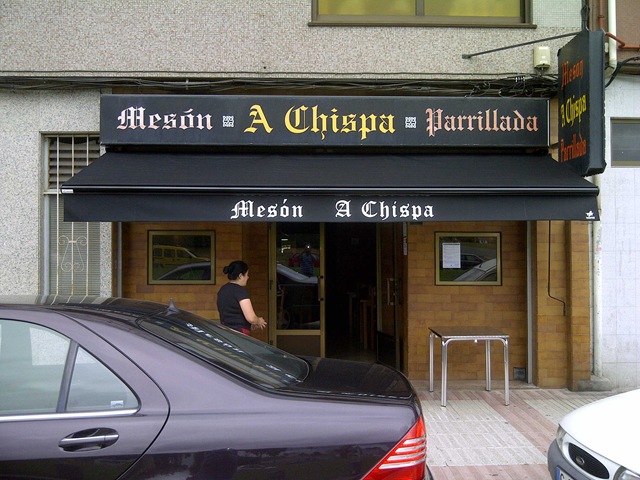 Mesón A Chispa Parrillada
Mesón
A Chispa
Parrillada
Mesón A Chispa